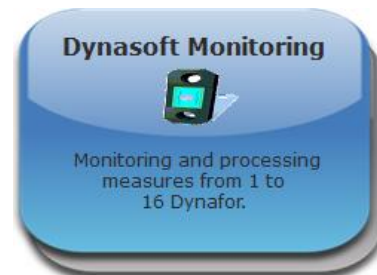 Dynasoft Monitoring
Monitoring and processing
measures from 1 to
16 Dynafor.